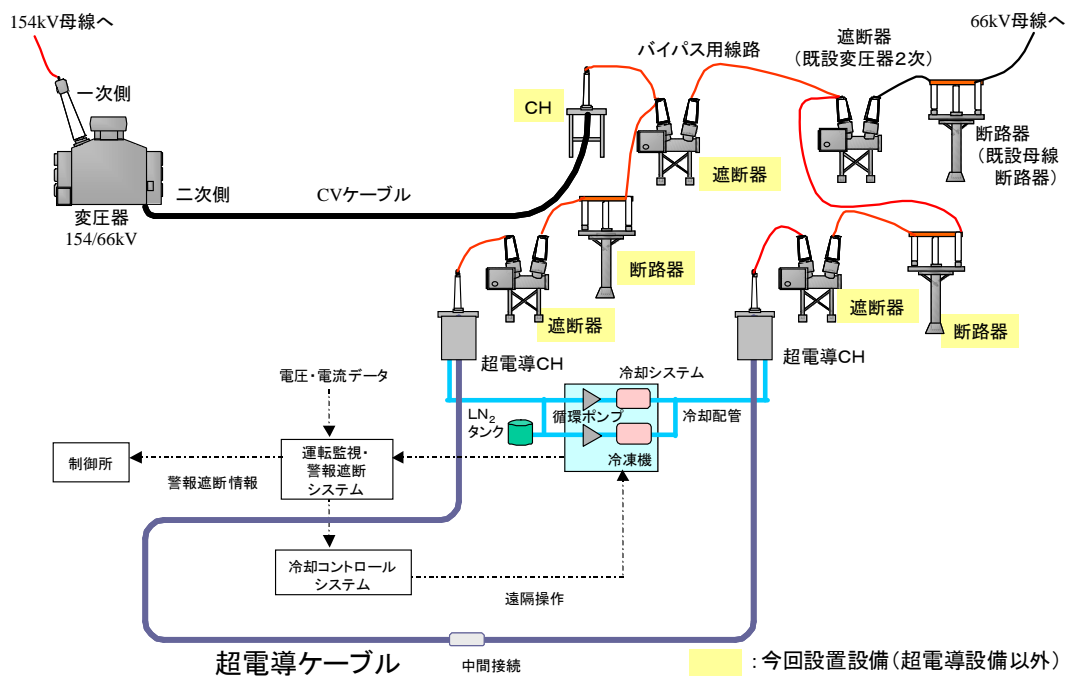 154kV母線へ
66kV母線へ
バイパス用線路
遮断器
(既設変圧器2次)
一次側
CH
断路器
(既設母線
断路器)
遮断器
二次側
CVケーブル
変圧器
154/66kV
断路器
遮断器
遮断器
断路器
超電導CH
超電導CH
冷却システム
電圧・電流データ
LN2
タンク
循環ポンプ
冷却配管
制御所
運転監視・
警報遮断
システム
冷凍機
警報遮断情報
冷却コントロール
システム
遠隔操作
超電導ケーブル
中間接続
:今回設置設備(超電導設備以外)